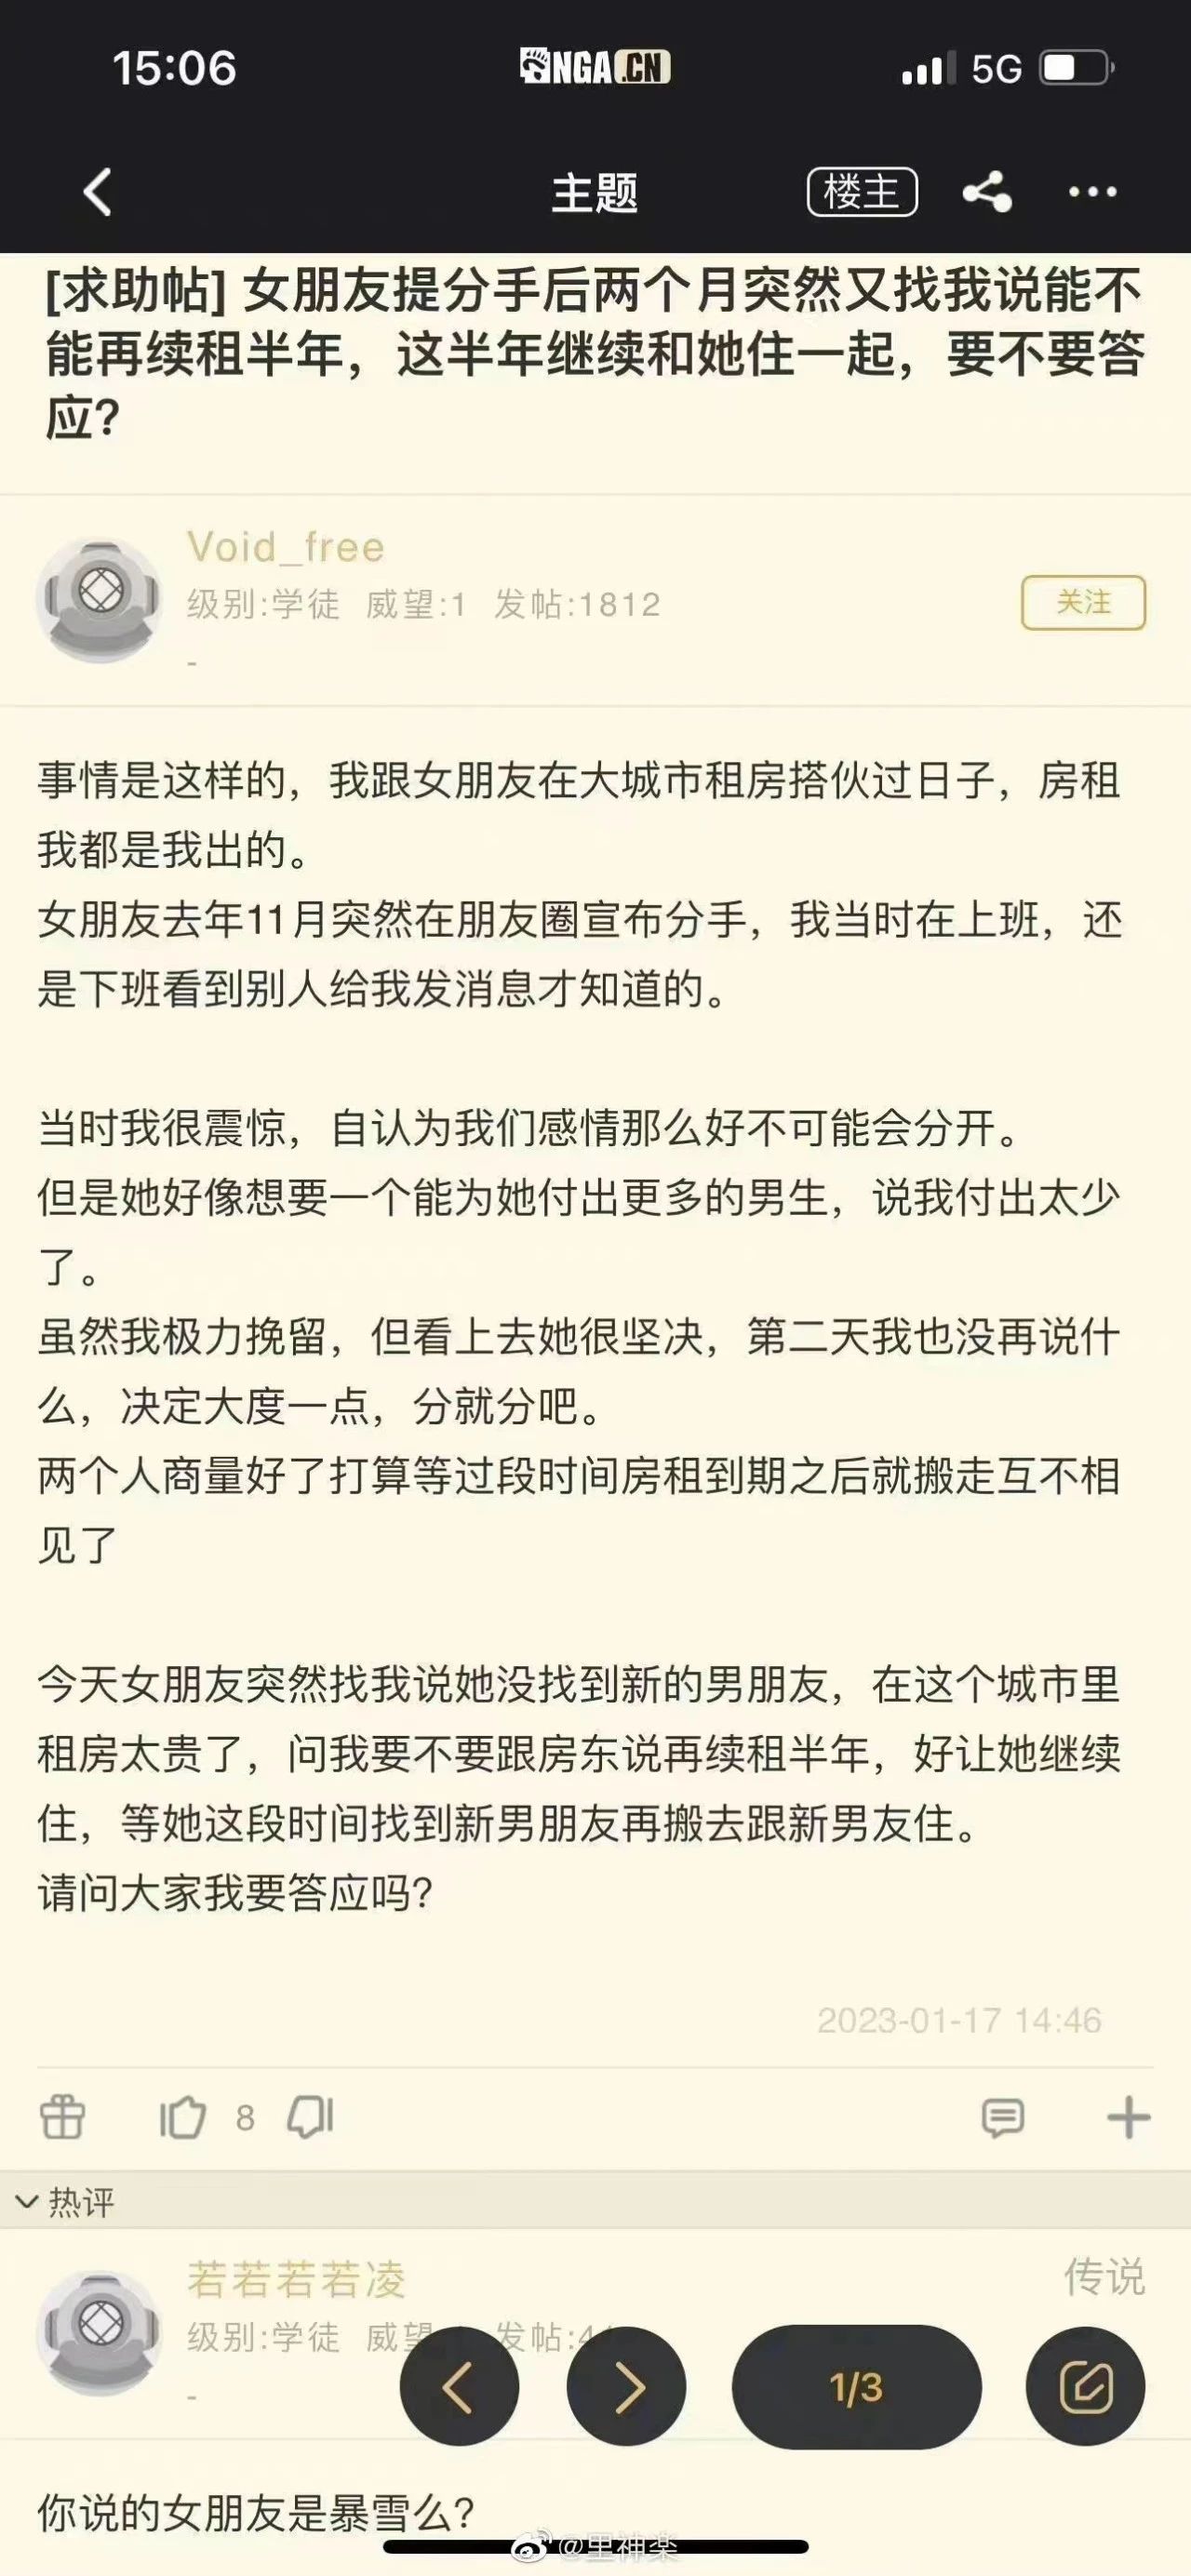 15:06
NGA.CN
5G
主题
楼主
[求助帖] 女朋友提分手后两个月突然又找我说能不
能再续租半年，这半年继续和她住一起，要不要答
应?
Void_free
级别:学徒 威望:1 发帖:1812
关注
-
事情是这样的，我跟女朋友在大城市租房搭伙过日子，房租
我都是我出的。
女朋友去年11月突然在朋友圈宣布分手，我当时在上班，还
是下班看到别人给我发消息才知道的。
当时我很震惊，自认为我们感情那么好不可能会分开。
但是她好像想要一个能为她付出更多的男生，说我付出太少
了。
虽然我极力挽留，但看上去她很坚决，第二天我也没再说什
么，决定大度一点，分就分吧。
两个人商量好了打算等过段时间房租到期之后就搬走互不相
见了
今天女朋友突然找我说她没找到新的男朋友，在这个城市里
租房太贵了，问我要不要跟房东说再续租半年，好让她继续
住，等她这段时间找到新男朋友再搬去跟新男友住。
请问大家我要答应吗?
2023-01-17 14:46
8
热评
若若若若凌
传说
级别:学徒 威望 发帖:
-
1/3
你说的女朋友是暴雪么?
@里神楽